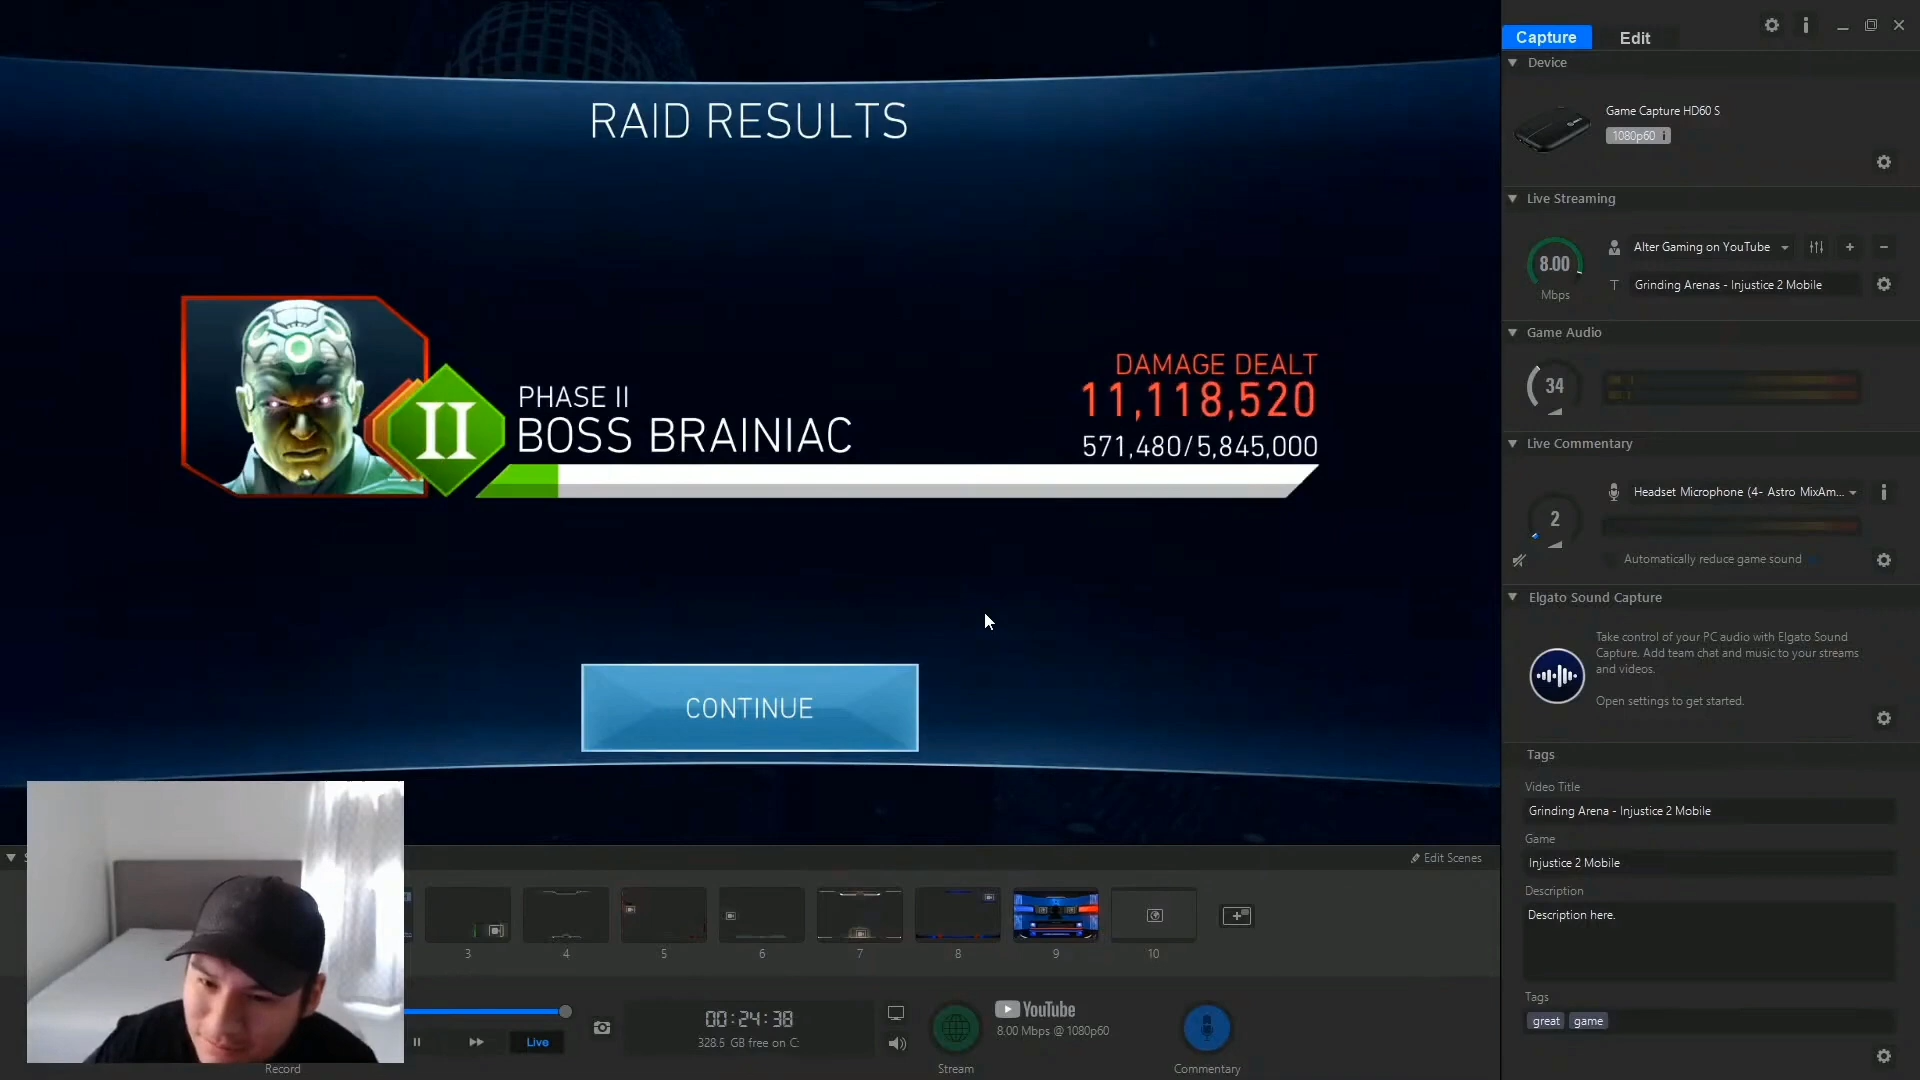 Capture
Edit
Device
RAID RESULTS
Game Capture HD60 S
1080p60 i
Live Streaming
8.00
Mbps
Alter Gaming on YouTube
T Grinding Arenas - Injustice 2 Mobile
Game Audio
34
PHASE II
II
BOSS BRAINIAC
DAMAGE DEALT
11,118,520
571,480/5,845,000
Live Commentary
Headset Microphone (4- Astro MixAm...
2
Automatically reduce game sound
Elgato Sound Capture
Take control of your PC audio with Elgato Sound
Capture. Add team chat and music to your streams
and videos.
Open settings to get started.
CONTINUE
Tags
Video Title
Grinding Arena - Injustice 2 Mobile
Game
Injustice 2 Mobile
Description
Description here.
Tags
great game
Edit Scenes
3 4 5 6 7 8 9 10
00:24:38
328.5 GB free on C:
Live
Record
YouTube
8.00 Mbps @ 1080p60
Stream
Commentary